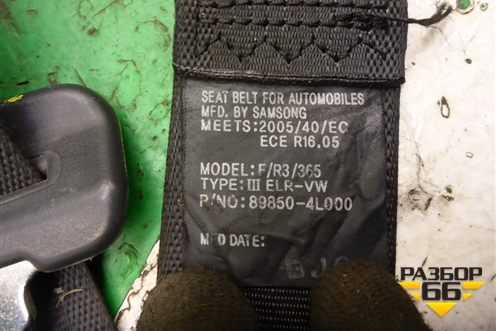 SEAT BELT FOR AUTOMOBILES
MFD. BY SAMSONG
MEETS:2005/40/EC
ECE R16.05
MODEL: F/R3/365
TYPE: III ELR-VW
P/NO: 89850-4L000
MFD DATE:
РАЗБОР
66